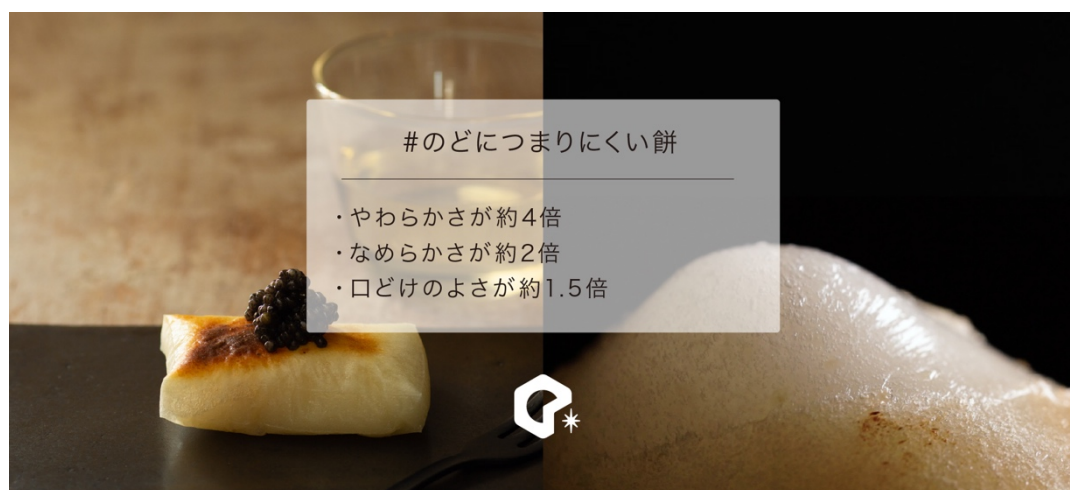 #のどにつまりにくい餅
・やわらかさが約4倍
・なめらかさが約2倍
・口どけのよさが約1.5倍